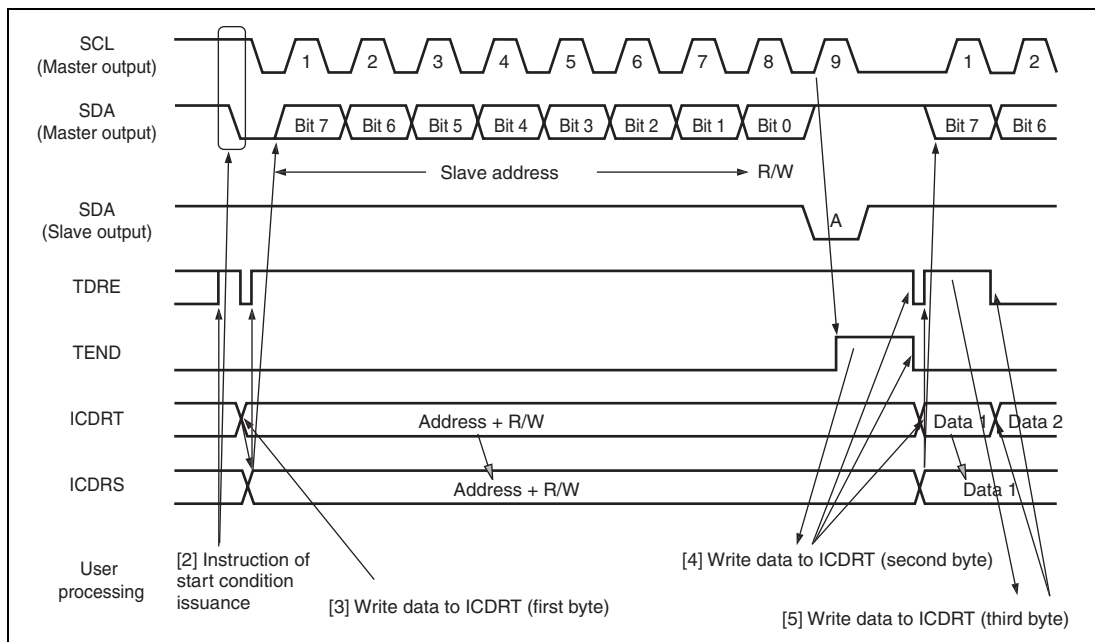 SCL
(Master output)
1 2 3 4 5 6 7 8 9 1 2
SDA
(Master output)
Bit 7 Bit 6 Bit 5 Bit 4 Bit 3 Bit 2 Bit 1 Bit 0 Bit 7 Bit 6
Slave address R/W
SDA
(Slave output)
A
TDRE
TEND
ICDRT
Address + R/W Data 1 Data 2
ICDRS
Address + R/W Data 1
User
processing
[2] Instruction of
start condition
issuance
[3] Write data to ICDRT (first byte)
[4] Write data to ICDRT (second byte)
[5] Write data to ICDRT (third byte)